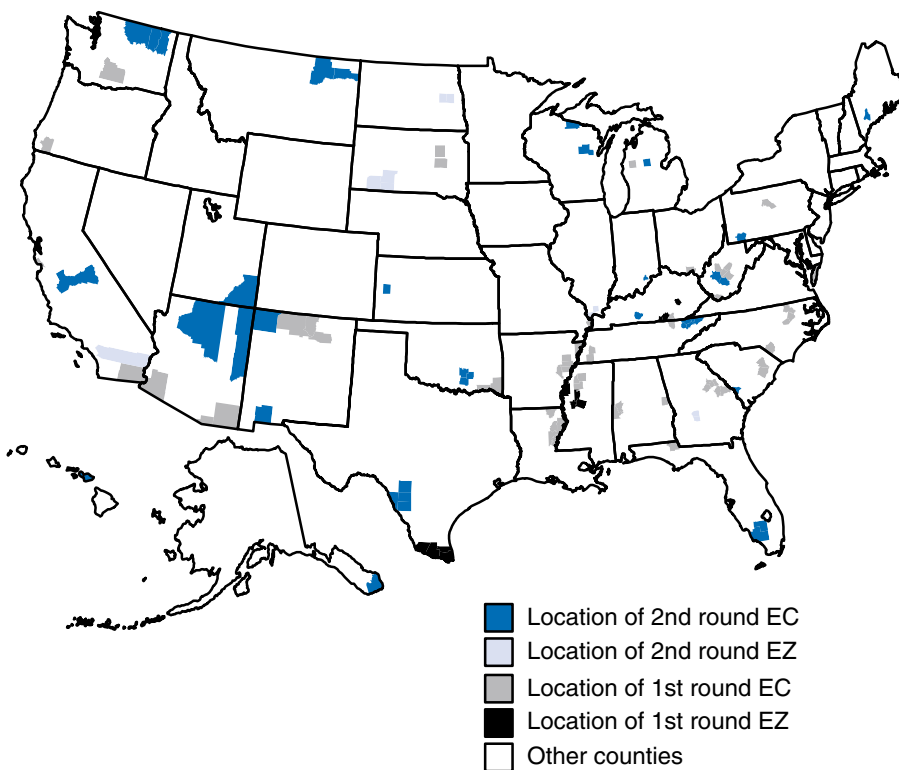 Location of 2nd round EC
Location of 2nd round EZ
Location of 1st round EC
Location of 1st round EZ
Other counties